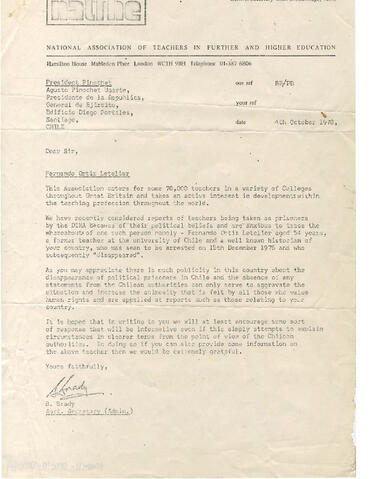 natfhe
NATIONAL ASSOCIATION OF TEACHERS IN FURTHER AND HIGHER EDUCATION
Hamilton House Mabledon Place London WC1H 9BH Telephone 01-387 6806
President Pinochet
our ref
Agusto Pinochet Ugarte,
Presidente de la Republica,
your ref
General de Ejercito,
Edificio Diego Portales,
Santiago,
date 4th October 1978,
CHILE
Dear Sir,
Fernando Ortiz Letelier
This Association caters for some 70,000 teachers in a variety of Colleges
throughout Great Britain and takes an active interest in developments within
the teaching profession throughout the world.
We have recently considered reports of teachers being taken as prisoners
by the DINA because of their political beliefs and are anxious to trace the
whereabouts of one such person namely - Fernando Ortiz Letelier aged 54 years,
a former teacher at the university of Chile and a well known historian of
your country, who was seen to be arrested on 15th December 1975 and who
subsequently "disappeared".
As you may appreciate there is much publicity in this country about the
disappearance of political prisoners in Chile and the absence of any
statements from the Chilean authorities can only serve to aggravate the
situation and increase the anxiety that is felt by all those who value
human rights and are appalled at reports such as those relating to your
country.
It is hoped that in writing to you we will at least encourage some sort
of response that will be informative even if this simply attempts to explain
circumstances in clearer terms from the point of view of the Chilean
authorities. In doing so if you can also provide some information on
the above teacher then we would be extremely grateful.
Yours faithfully,
Brady
Brady
Asst. Secretary (Admin.)